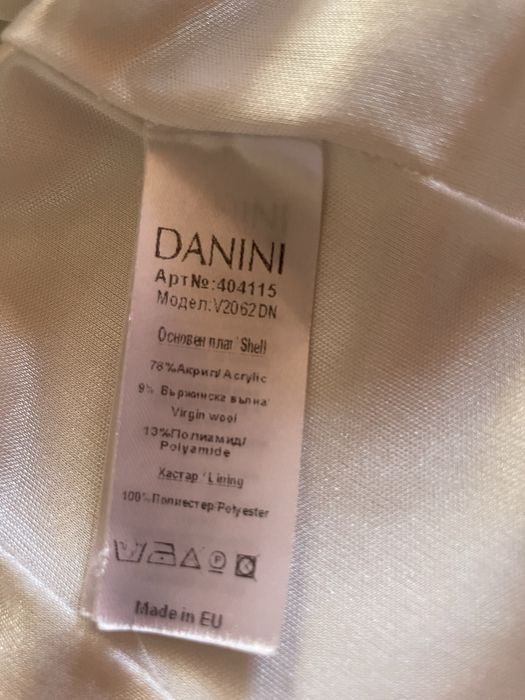 DANINI
Арт№:404115
Модел:V2062DN
Основен плат/Shell
78%Акрил/Acrylic
9% Вържинска вълна/
Virgin wool
13%Полиамид/
Polyamide
Хастар/Lining
100%Полиестер/Polyester
Made in EU